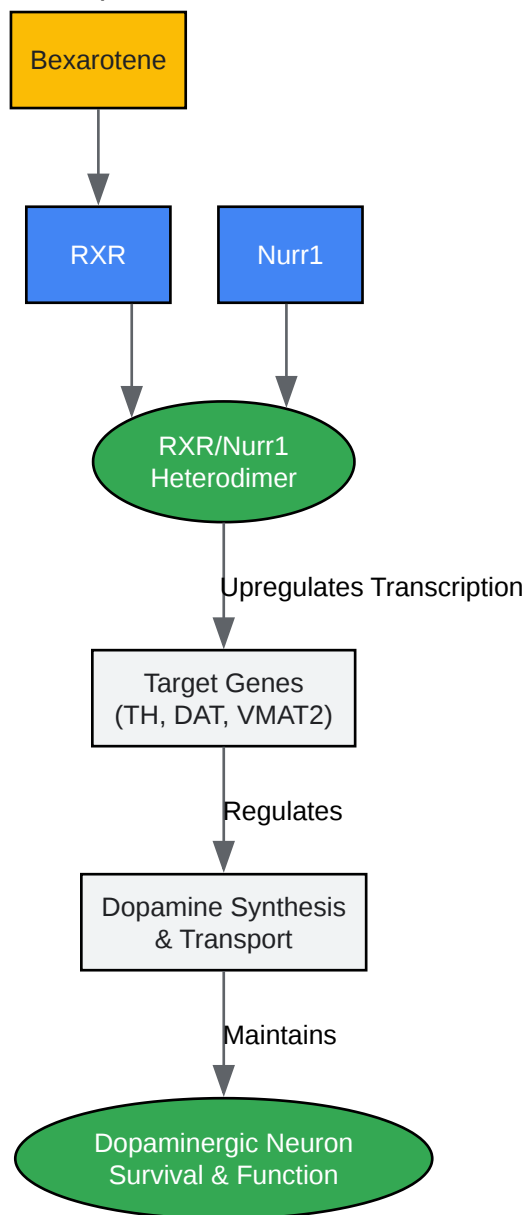 Bexarotene
RXR
Nurr1
RXR/Nurr1
Heterodimer
Upregulates Transcription
Target Genes
(TH, DAT, VMAT2)
Regulates
Dopamine Synthesis
& Transport
Maintains
Dopaminergic Neuron
Survival & Function